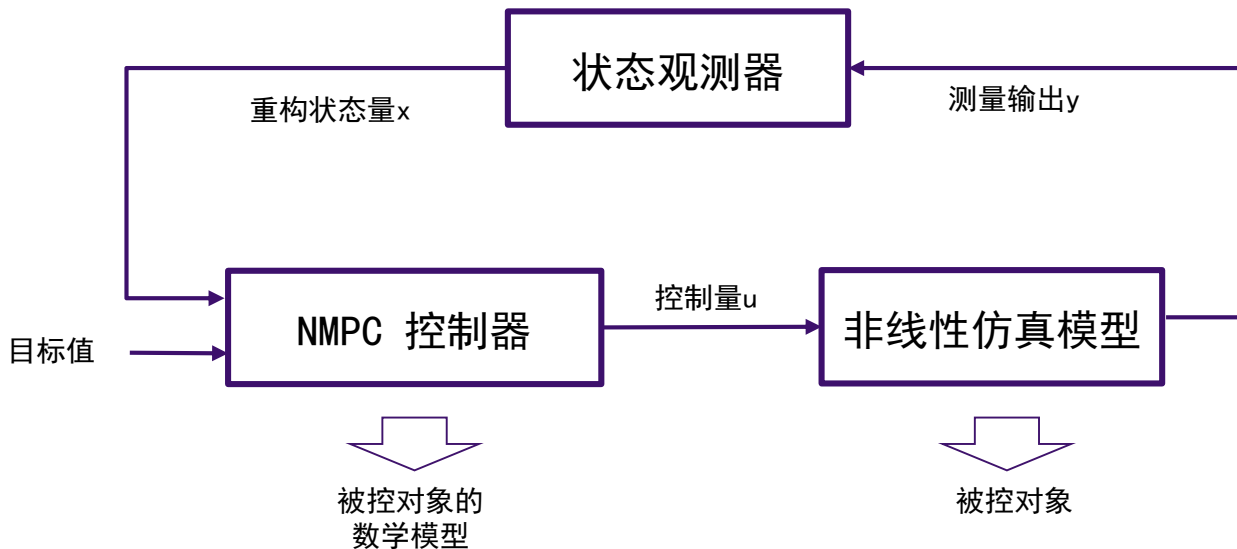 状态观测器
重构状态量x
测量输出y
控制量u
NMPC 控制器
非线性仿真模型
目标值
被控对象的
数学模型
被控对象